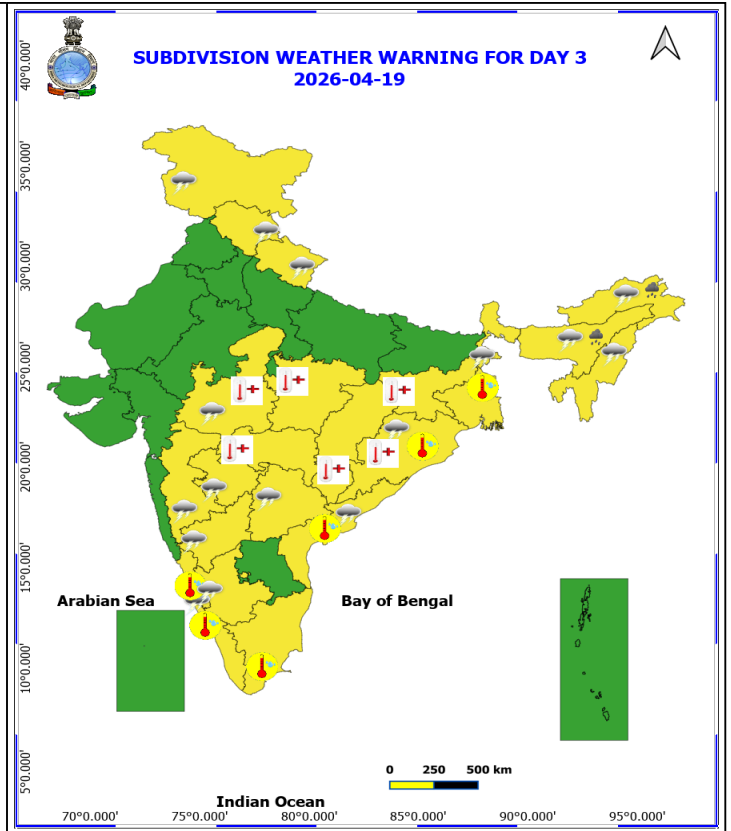 SUBDIVISION WEATHER WARNING FOR DAY 3
2026-04-19
40°0.000'
35°0.000'
30°0.000'
25°0.000'
20°0.000'
15°0.000'
10°0.000'
5°0.000'
Arabian Sea
Bay of Bengal
0 250 500 km
Indian Ocean
70°0.000' 75°0.000' 80°0.000' 85°0.000' 90°0.000' 95°0.000'